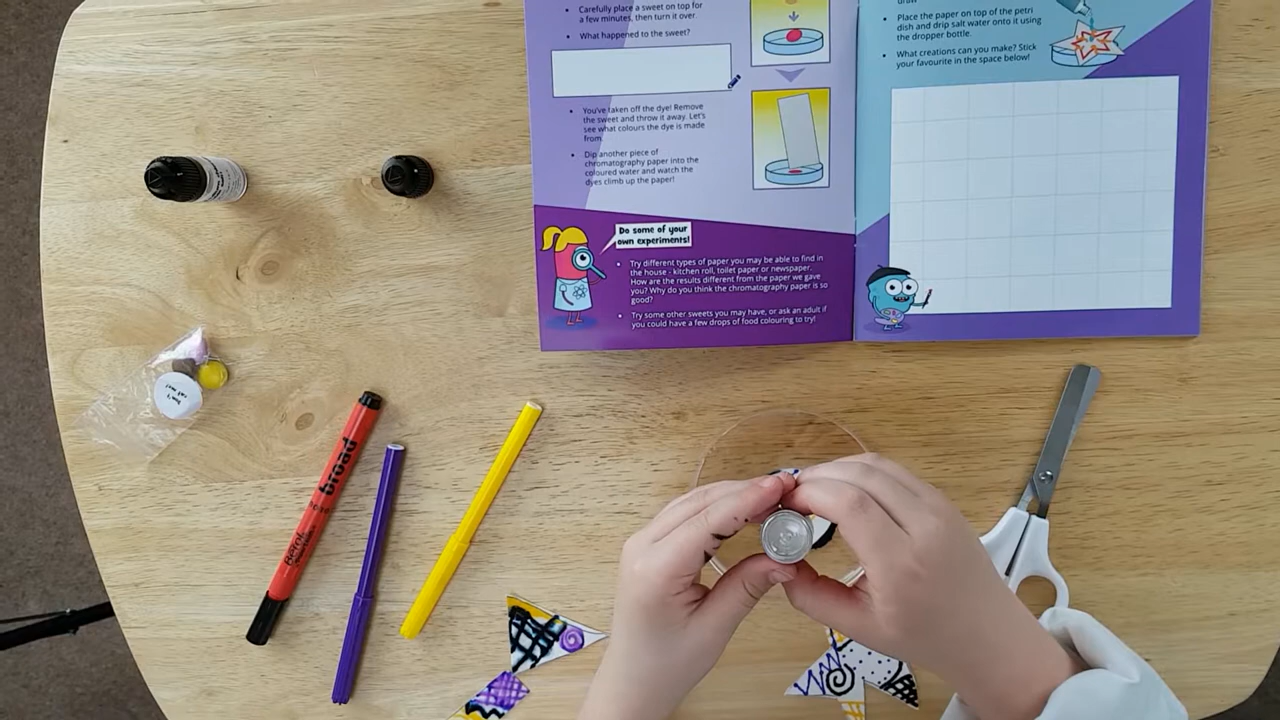 Carefully place a sweet on top for
a few minutes, then turn it over.
What happened to the sweet?
You've taken off the dye! Remove
the sweet and throw it away. Let's
see what colours the dye is made
from.
Dip another piece of
chromatography paper into the
coloured water and watch the
dyes climb up the paper!
Do some of your
own experiments!
Try different types of paper you may be able to find in
the house - kitchen roll, toilet paper or newspaper.
How are the results different from the paper we gave
you? Why do you think the chromatography paper is so
good?
Try some other sweets you may have, or ask an adult if
you could have a few drops of food colouring to try!
draw
Place the paper on top of the petri
dish and drip salt water onto it using
the dropper bottle.
What creations can you make? Stick
your favourite in the space below!
Don't
eat me!
Berol
broad